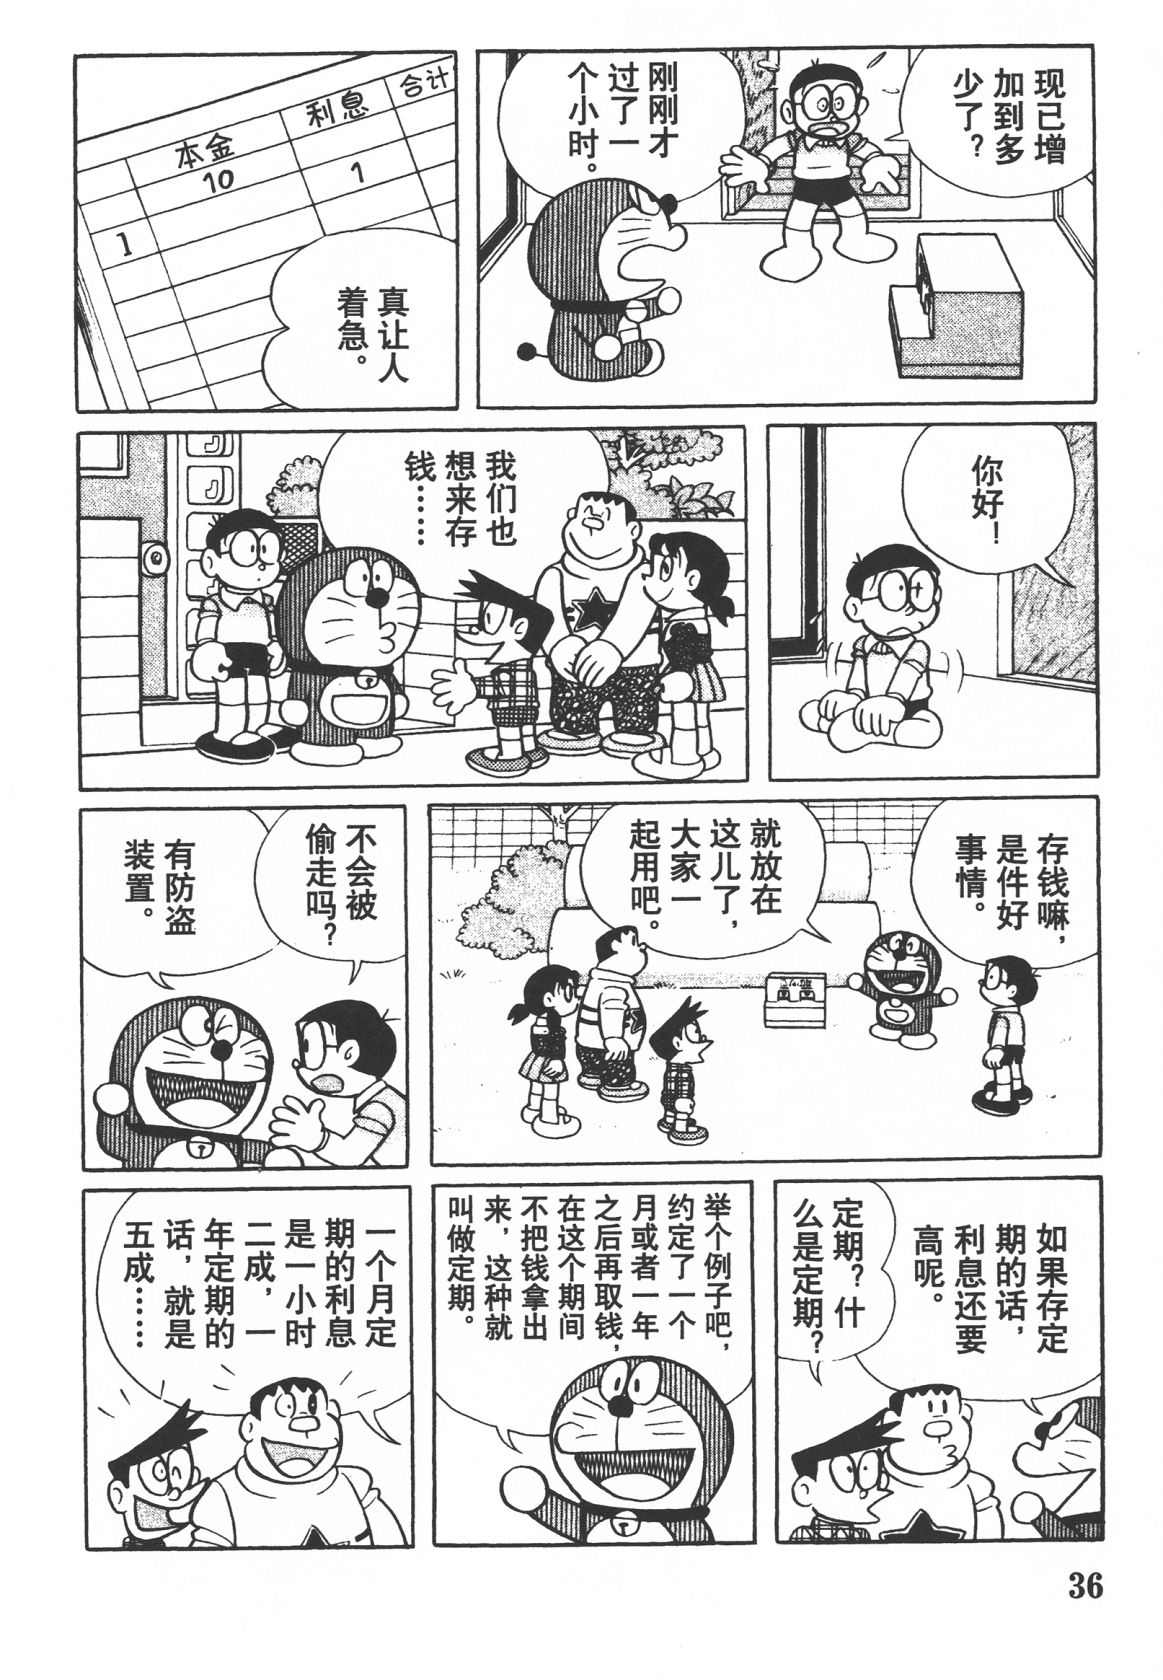 现已增
加到多
少了？
刚刚才
过了一
个小时。
本金
利息
合计
10
1
1
真让人
着急。
你好！
我们也
想来存
钱……
存钱嘛，
是件好
事情。
就放在
这儿了，
大家一
起用吧。
不会被
偷走吗？
有防盗
装置。
如果存定
期的话，
利息还要
高呢。
定期？什
么是定期？
举个例子吧，
约定了一个
月或者一年
之后再取钱，
在这个期间
不把钱拿出
来，这种就
叫做定期。
一个月定
期的利息
是一小时
二成，一
年定期的
话，就是
五成……
36